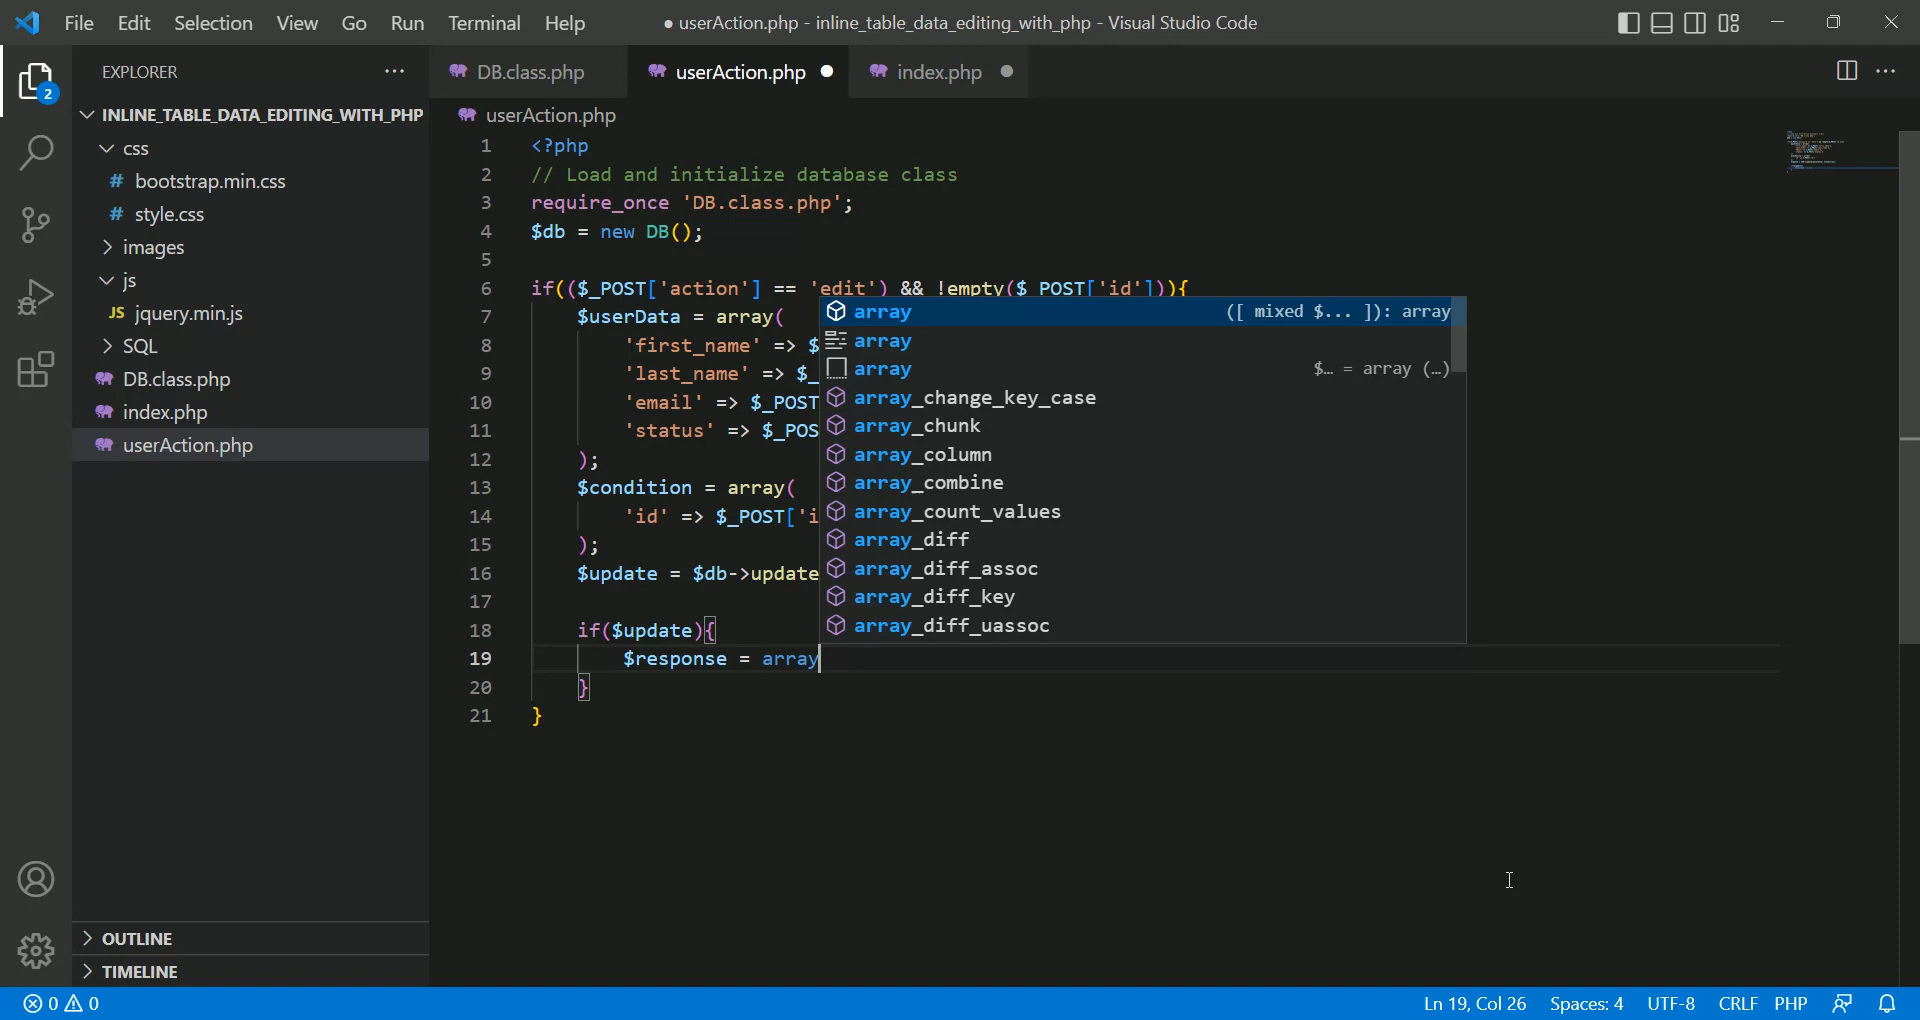 File Edit Selection View Go Run Terminal Help
● userAction.php - inline_table_data_editing_with_php - Visual Studio Code
EXPLORER
2
INLINE_TABLE_DATA_EDITING_WITH_PHP
css
# bootstrap.min.css
# style.css
images
js
JS jquery.min.js
SQL
DB.class.php
index.php
userAction.php
OUTLINE
TIMELINE
DB.class.php userAction.php index.php
userAction.php
1 <?php
2 // Load and initialize database class
3 require_once 'DB.class.php';
4 $db = new DB();
5
6 if(($_POST['action'] == 'edit') && !empty($_POST['id'])){
7 $userData = array(
8 'first_name' => $
9 'last_name' => $_
10 'email' => $_POST
11 'status' => $_POS
12 );
13 $condition = array(
14 'id' => $_POST['i
15 );
16 $update = $db->update
17
18 if($update){
19 $response = array
20 }
21 }
array ([ mixed $... ]): array
array
array $… = array (…)
array_change_key_case
array_chunk
array_column
array_combine
array_count_values
array_diff
array_diff_assoc
array_diff_key
array_diff_uassoc
0 0 Ln 19, Col 26 Spaces: 4 UTF-8 CRLF PHP